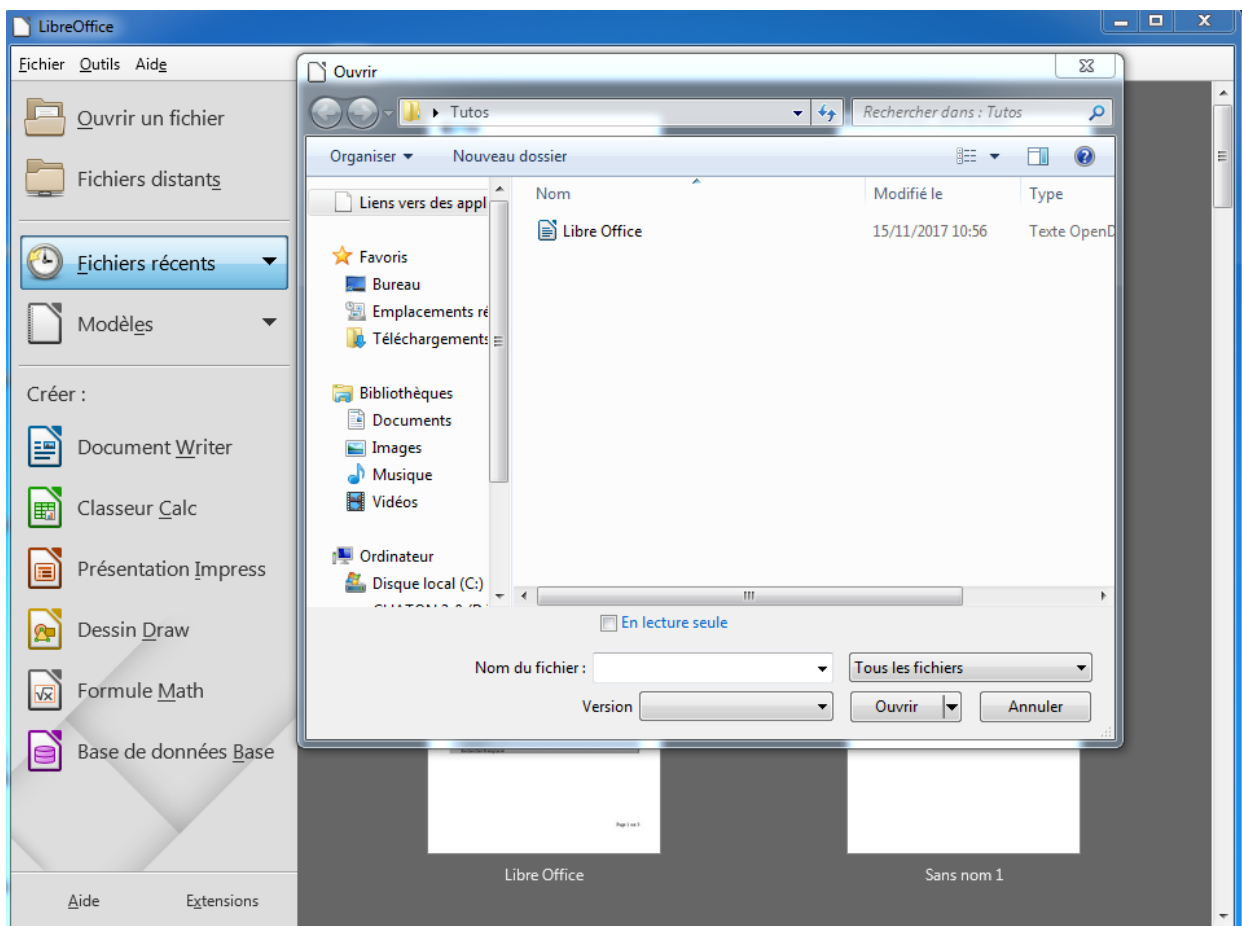 LibreOffice
Fichier Outils Aide
Ouvrir un fichier
Fichiers distants
Fichiers récents
Modèles
Créer :
Document Writer
Classeur Calc
Présentation Impress
Dessin Draw
Formule Math
Base de données Base
Aide Extensions
Ouvrir
Tutos
Rechercher dans : Tutos
Organiser Nouveau dossier
Liens vers des appl
Favoris
Bureau
Emplacements ré
Téléchargements
Bibliothèques
Documents
Images
Musique
Vidéos
Ordinateur
Disque local (C:)
Nom Modifié le Type
Libre Office 15/11/2017 10:56 Texte OpenD
En lecture seule
Nom du fichier : Tous les fichiers
Version Ouvrir Annuler
Page 1 sur 3
Libre Office Sans nom 1